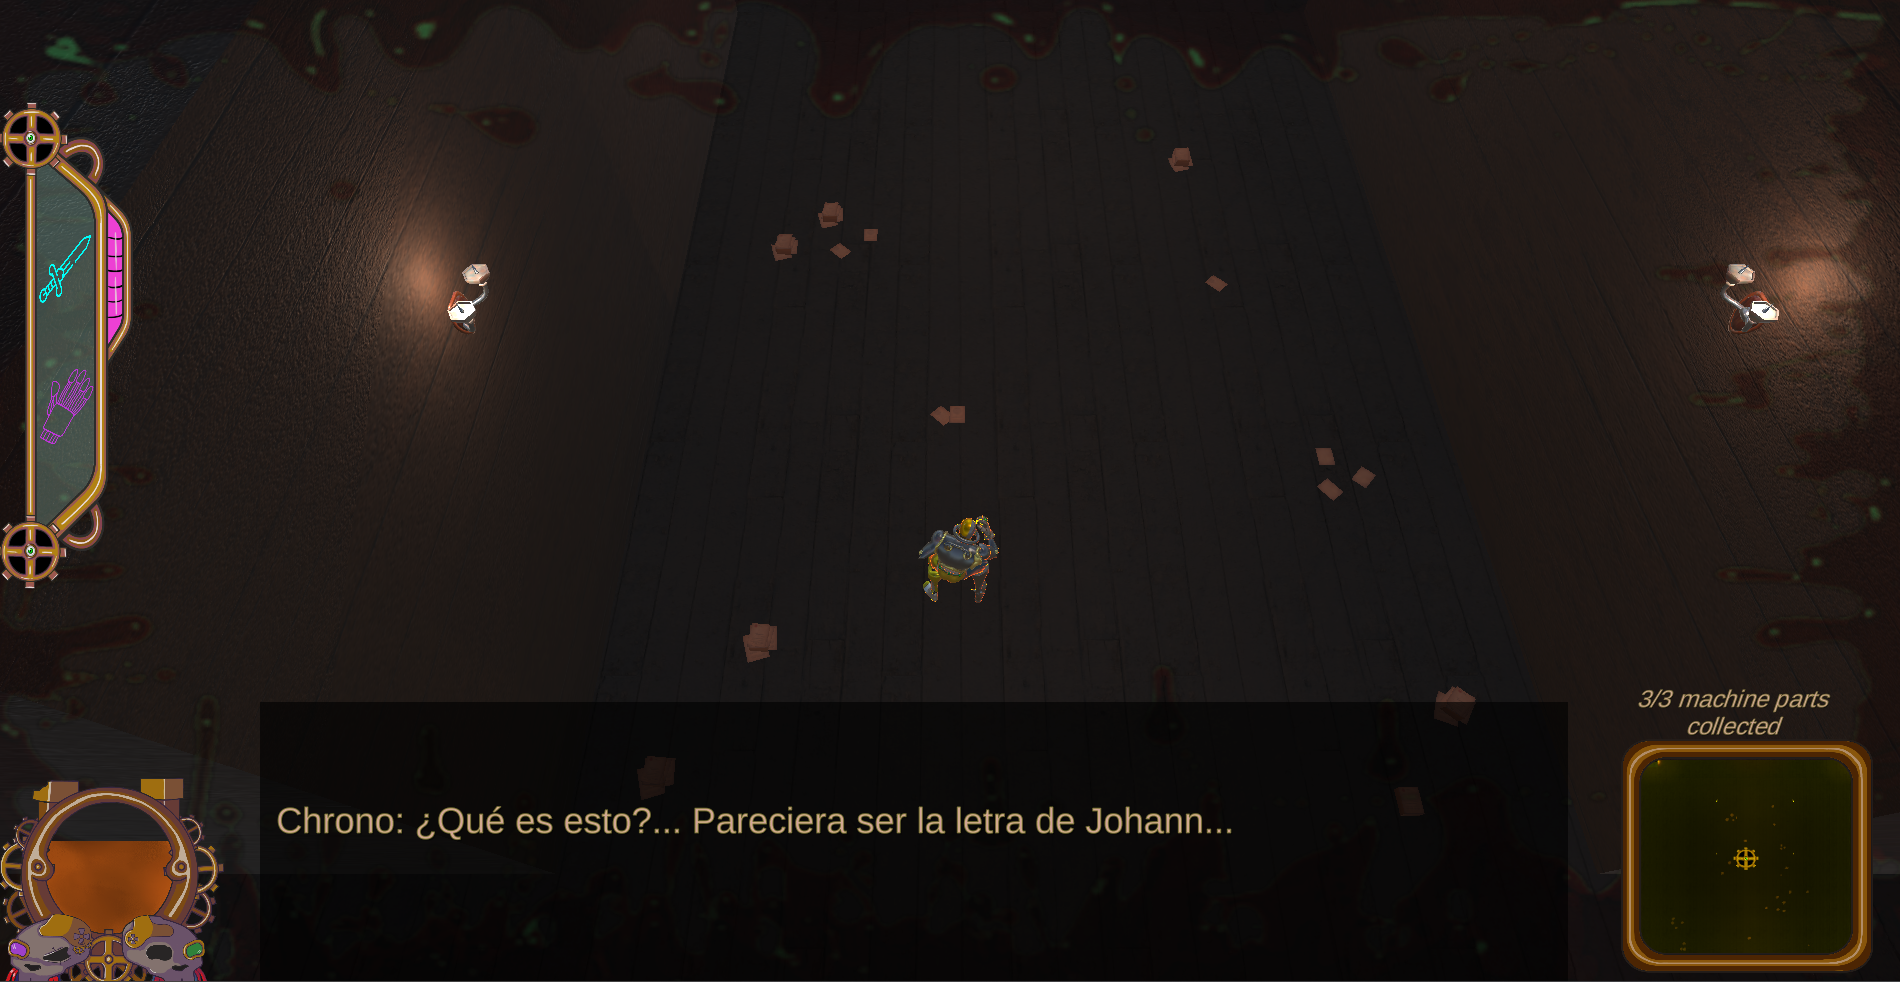 3/3 machine parts
collected
Chrono: ¿Qué es esto?... Pareciera ser la letra de Johann...